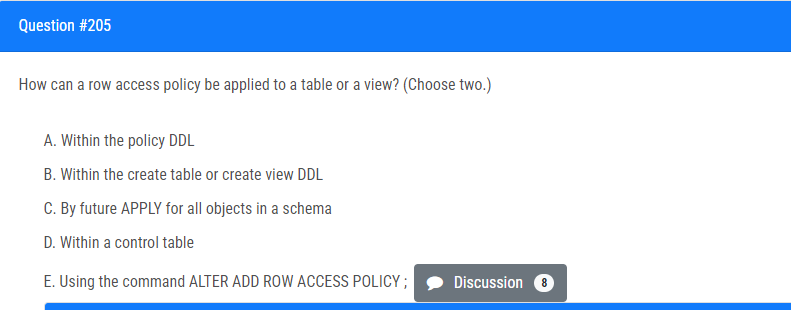 Question #205
How can a row access policy be applied to a table or a view? (Choose two.)
A. Within the policy DDL
B. Within the create table or create view DDL
C. By future APPLY for all objects in a schema
D. Within a control table
E. Using the command ALTER ADD ROW ACCESS POLICY ; Discussion 8